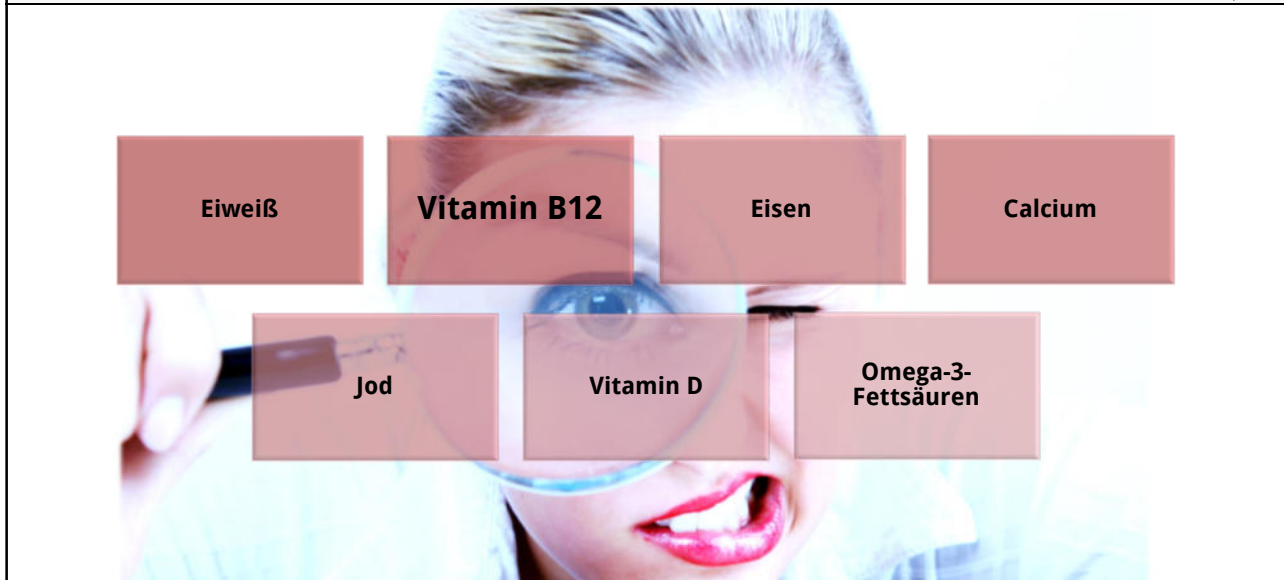 Eiweiß
Vitamin B12
Eisen
Calcium
Jod
Vitamin D
Omega-3-
Fettsäuren